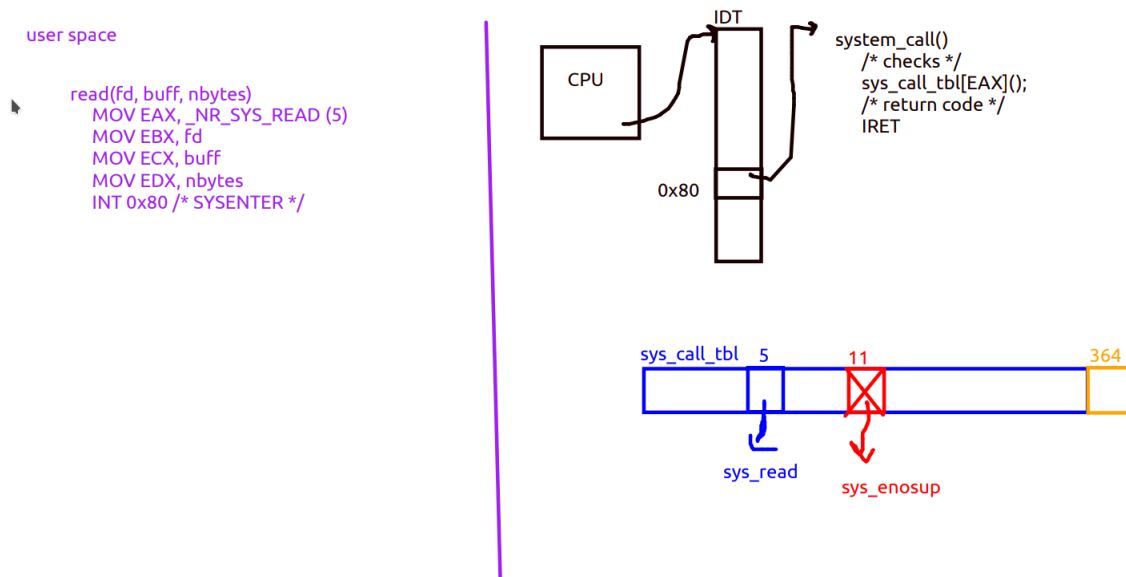 user space
read(fd, buff, nbytes)
MOV EAX, _NR_SYS_READ (5)
MOV EBX, fd
MOV ECX, buff
MOV EDX, nbytes
INT 0x80 /* SYSENTER */
IDT
CPU
0x80
system_call()
/* checks */
sys_call_tbl[EAX]();
/* return code */
IRET
sys_call_tbl 5 11 364
sys_read
sys_enosup